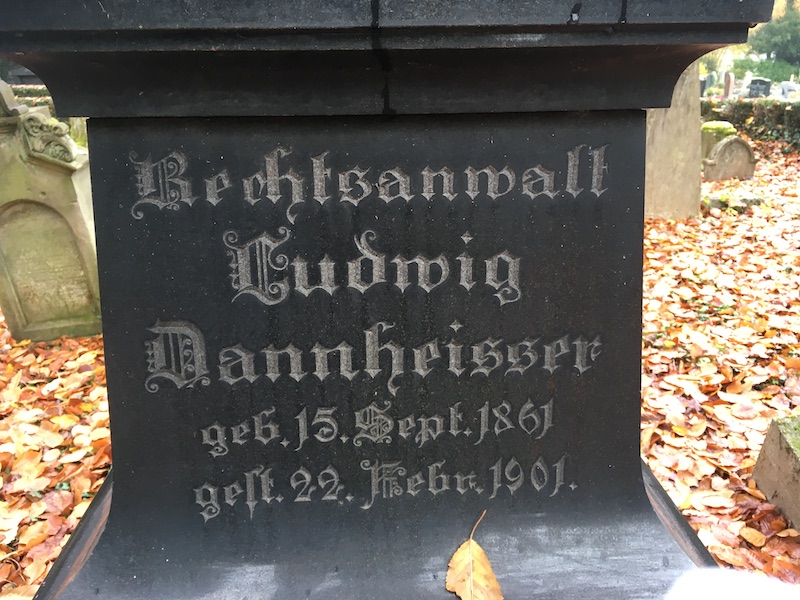 Rechtsanwalt
Ludwig
Dannheisser
geb. 15. Sept. 1861
gest. 22. Febr. 1901.